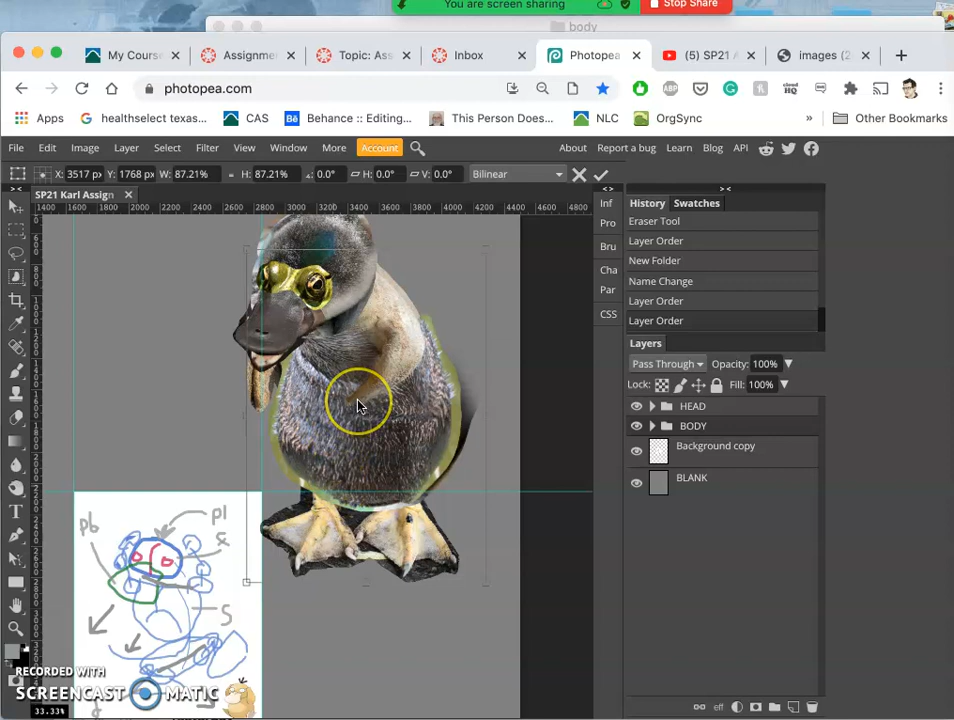 You are screen sharing
Stop Share
body
My Cours
Assignme
Topic: Ass
Inbox
Photopea
(5) SP21 A
images (2
photopea.com
Apps
healthselect texas...
CAS
Behance :: Editing...
This Person Does...
NLC
OrgSync
»
Other Bookmarks
File Edit Image Layer Select Filter View Window More Account
About Report a bug Learn Blog API
X: 3517 px Y: 1768 px W: 87.21% = H: 87.21% : 0.0° H: 0.0° V: 0.0° Bilinear
SP21 Karl Assign
1400 1600 1800 2000 2200 2400 2600 2800 3000 3200 3400 3600 3800 4000 4200 4400 4600 4800
Inf
Pro
Bru
Cha
Par
CSS
History Swatches
Eraser Tool
Layer Order
New Folder
Name Change
Layer Order
Layer Order
Layers
Pass Through Opacity: 100%
Lock: Fill: 100%
HEAD
BODY
Background copy
BLANK
pb
pl
S
RECORDED WITH
SCREENCAST MATIC
33.33%
eff